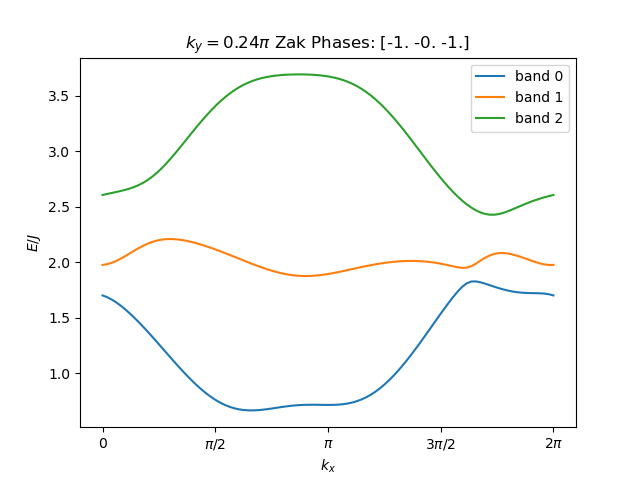 k_y = 0.24π Zak Phases: [-1. -0. -1.]
band 0
band 1
band 2
3.5
3.0
2.5
2.0
1.5
1.0
E/J
0 π/2 π 3π/2 2π
k_x